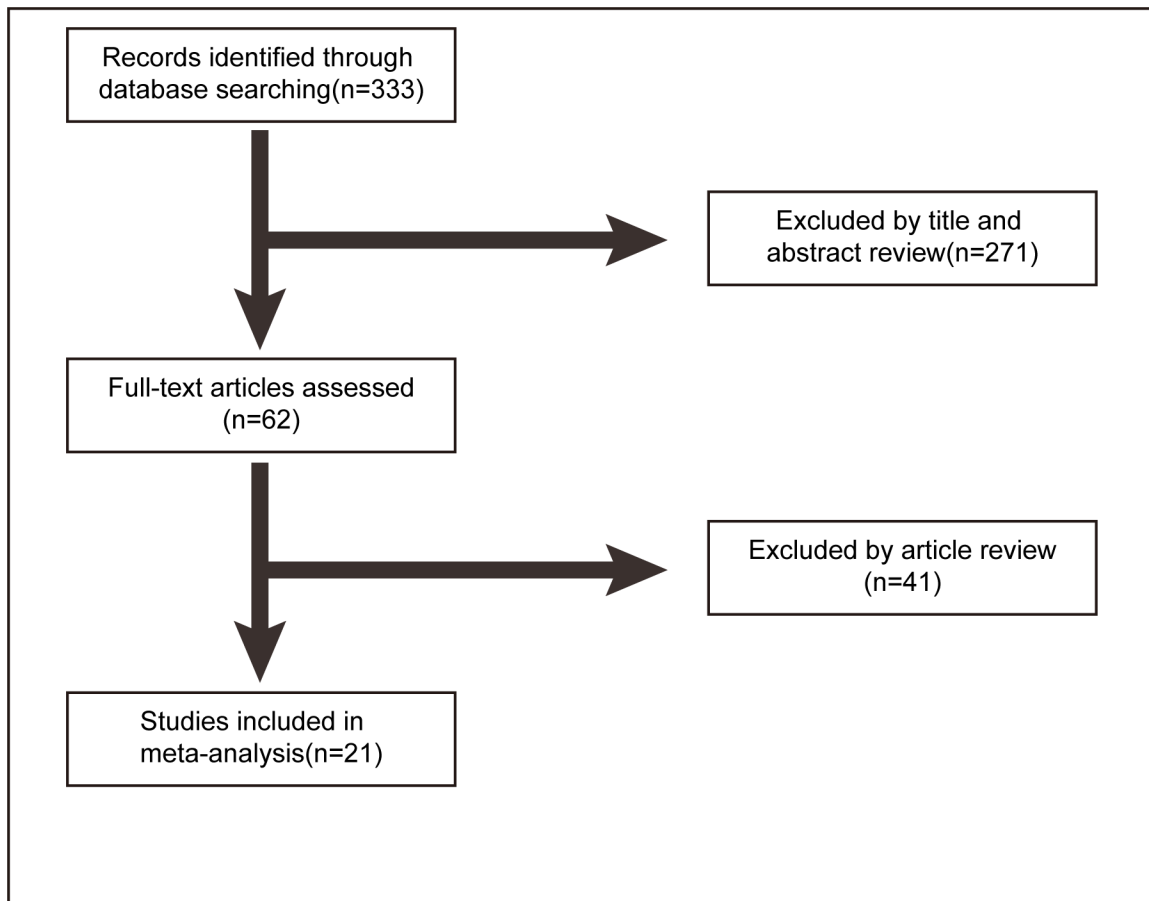 Records identified through
database searching(n=333)
Excluded by title and
abstract review(n=271)
Full-text articles assessed
(n=62)
Excluded by article review
(n=41)
Studies included in
meta-analysis(n=21)